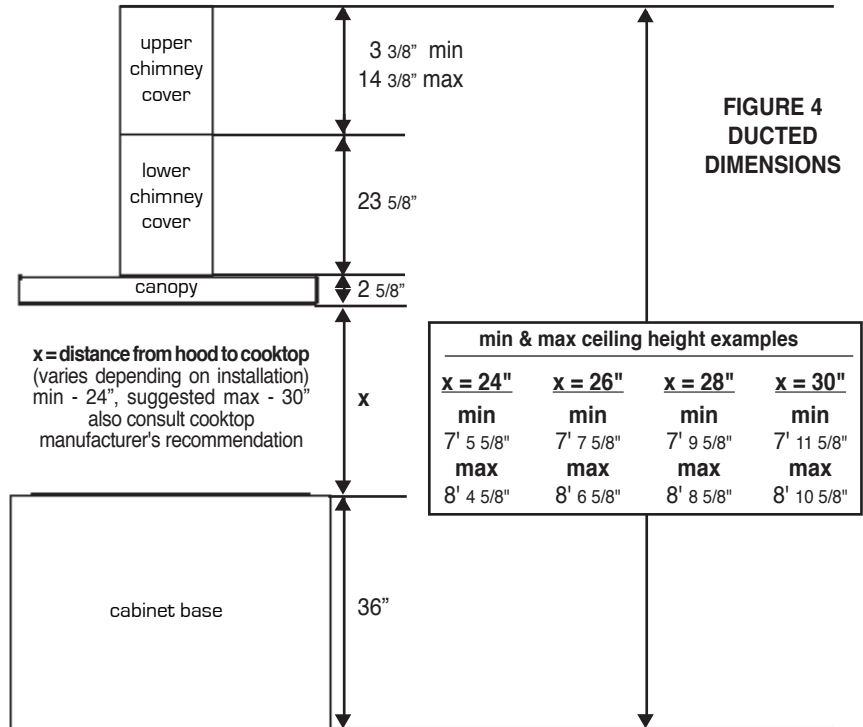 upper
chimney
cover
3 3/8” min
14 3/8” max
FIGURE 4
DUCTED
DIMENSIONS
lower
chimney
cover
23 5/8”
canopy
2 5/8”
x = distance from hood to cooktop
(varies depending on installation)
min - 24”, suggested max - 30”
also consult cooktop
manufacturer's recommendation
x
min & max ceiling height examples
x = 24" x = 26" x = 28" x = 30"
min min min min
7' 5 5/8" 7' 7 5/8" 7' 9 5/8" 7' 11 5/8"
max max max max
8' 4 5/8" 8' 6 5/8" 8' 8 5/8" 8' 10 5/8"
cabinet base
36”